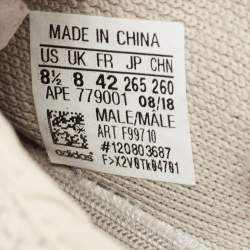 MADE IN CHINA
US UK FR JP CHN
8½ 8 42 265 260
APE 779001 08/18
MALE/MALE
ART F99710
#120803687
F>X2V0Tk04701
adidas